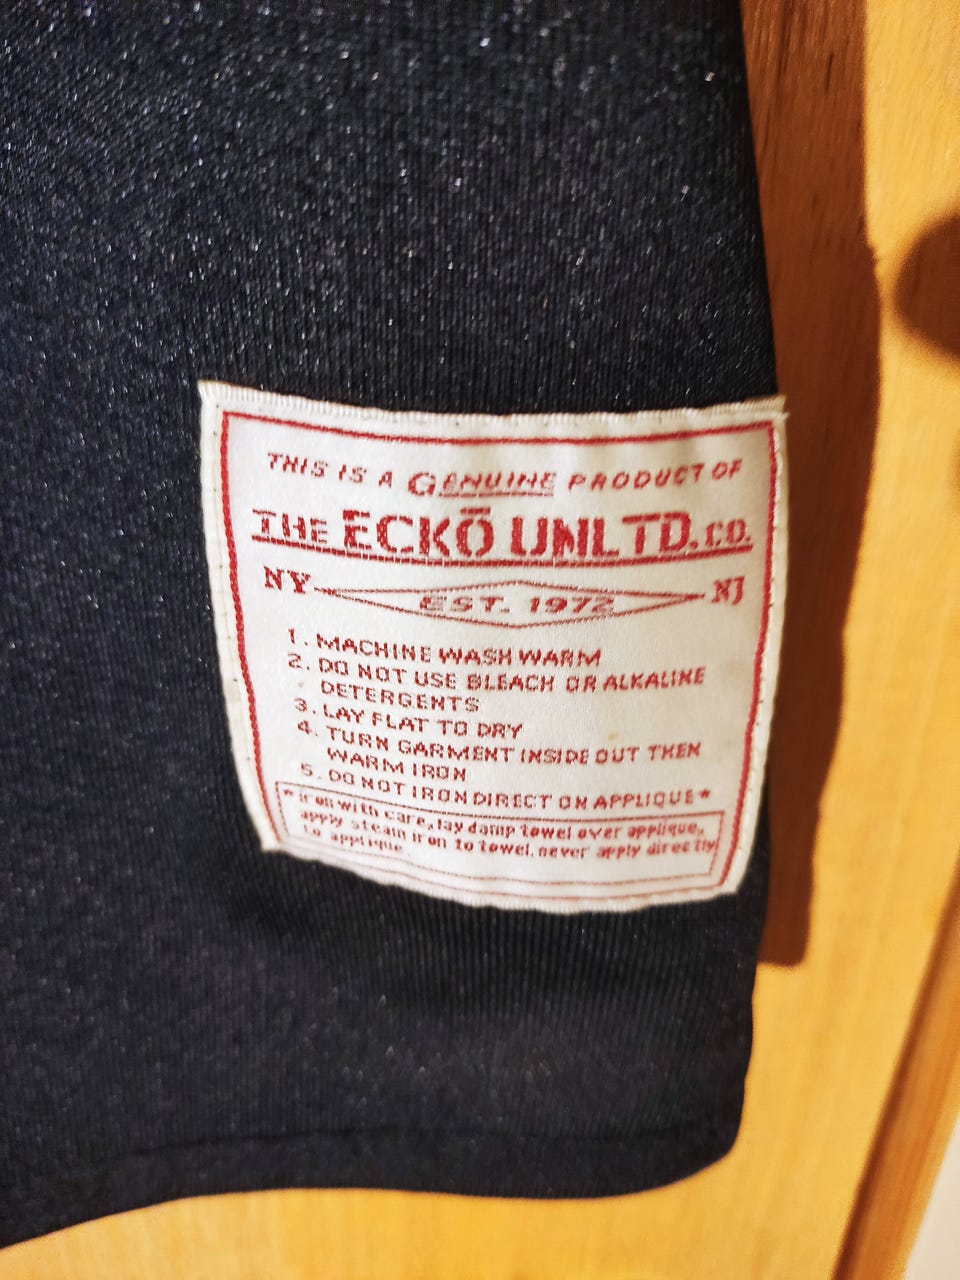 THIS IS A GENUINE PRODUCT OF
THE ECKŌ UNLTD. CO.
NY EST. 1972 NJ
1. MACHINE WASH WARM
2. DO NOT USE BLEACH OR ALKALINE
DETERGENTS
3. LAY FLAT TO DRY
4. TURN GARMENT INSIDE OUT THEN
WARM IRON
5. DO NOT IRON DIRECT ON APPLIQUE*
*iron with care, lay damp towel over applique,
apply steam iron to towel, never apply directly
to applique